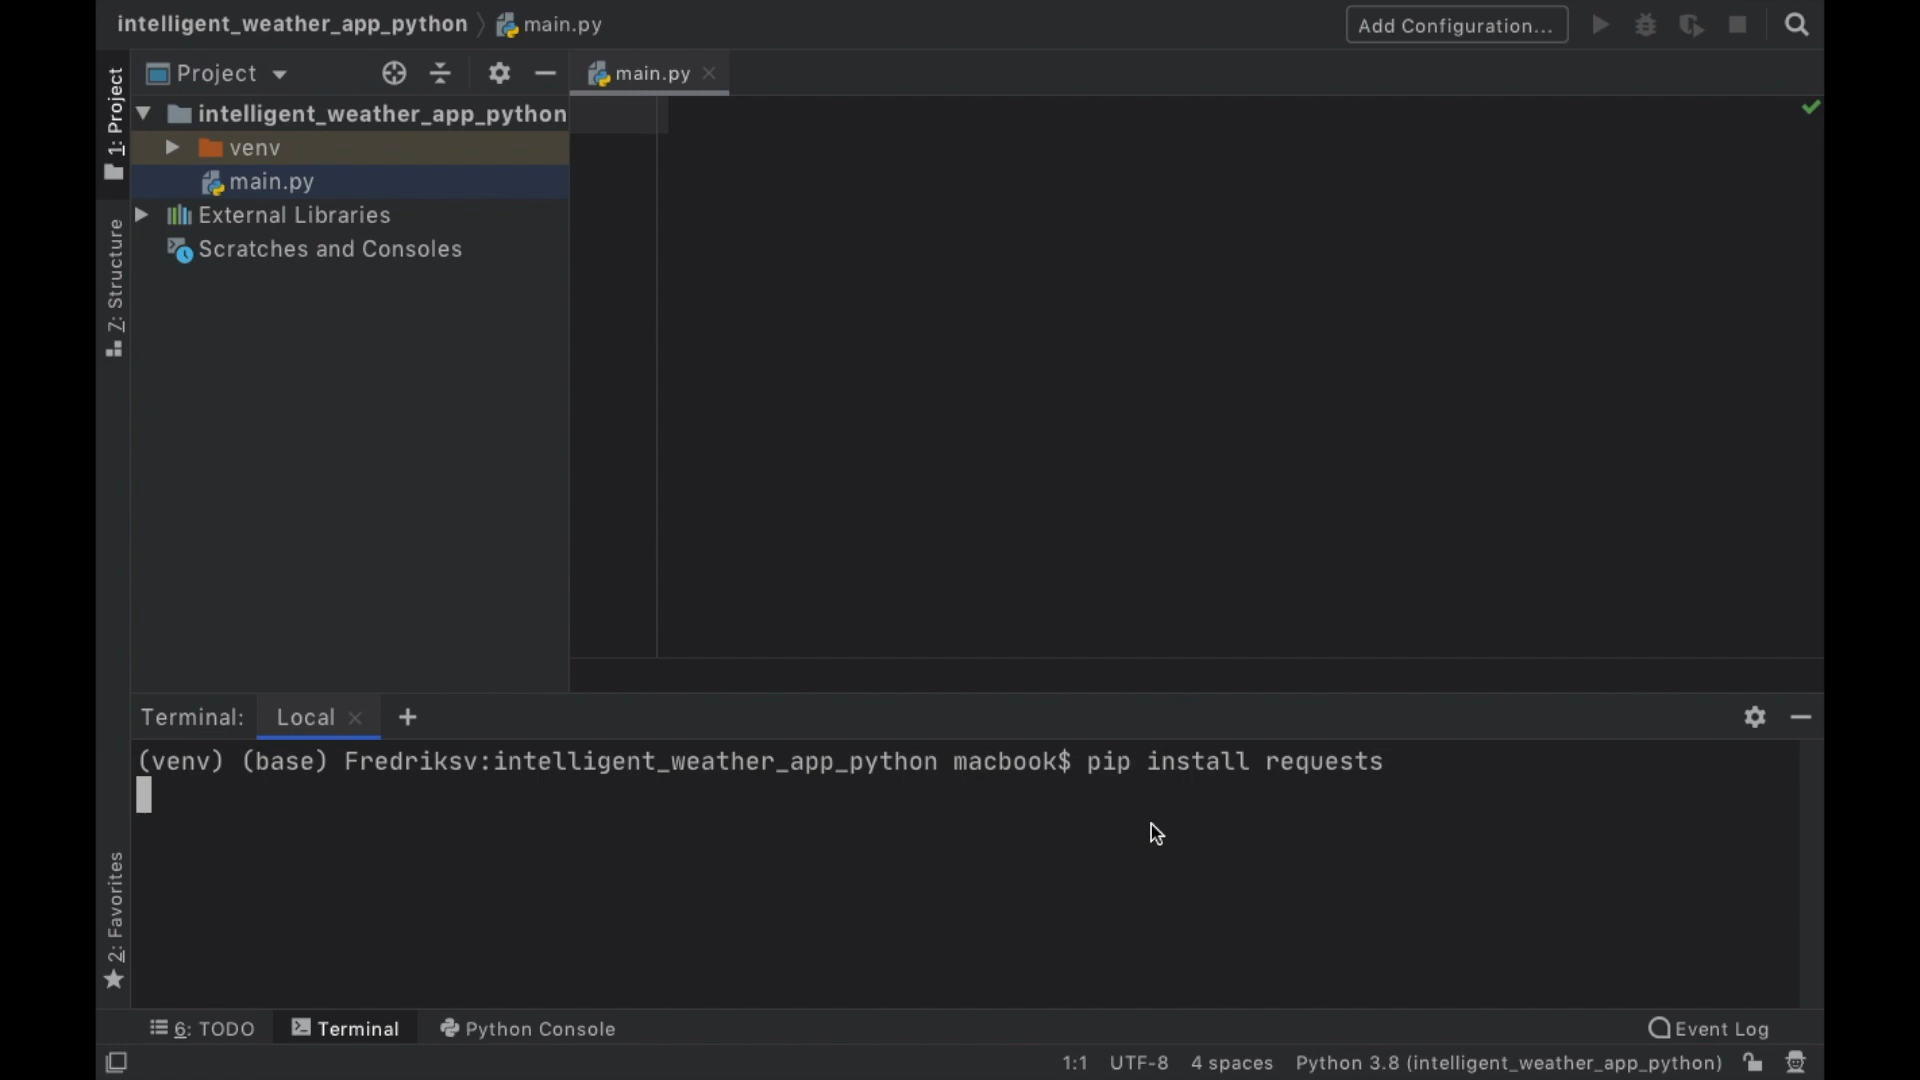 intelligent_weather_app_python main.py
Add Configuration...
Project
main.py
1: Project
intelligent_weather_app_python
venv
main.py
External Libraries
Scratches and Consoles
Z: Structure
2: Favorites
Terminal: Local
(venv) (base) Fredriksv:intelligent_weather_app_python macbook$ pip install requests
6: TODO Terminal Python Console Event Log
1:1 UTF-8 4 spaces Python 3.8 (intelligent_weather_app_python)